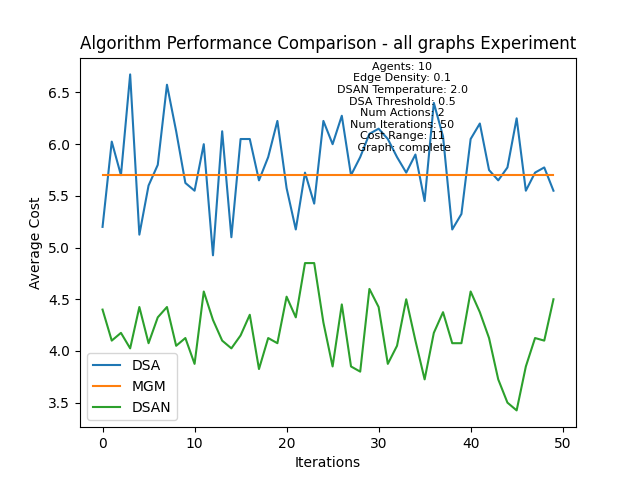 Algorithm Performance Comparison - all graphs Experiment
Agents: 10
Edge Density: 0.1
DSAN Temperature: 2.0
DSA Threshold: 0.5
Num Actions: 2
Num Iterations: 50
Cost Range: 11
Graph: complete
6.5
6.0
5.5
5.0
4.5
4.0
3.5
Average Cost
DSA
MGM
DSAN
0 10 20 30 40 50
Iterations